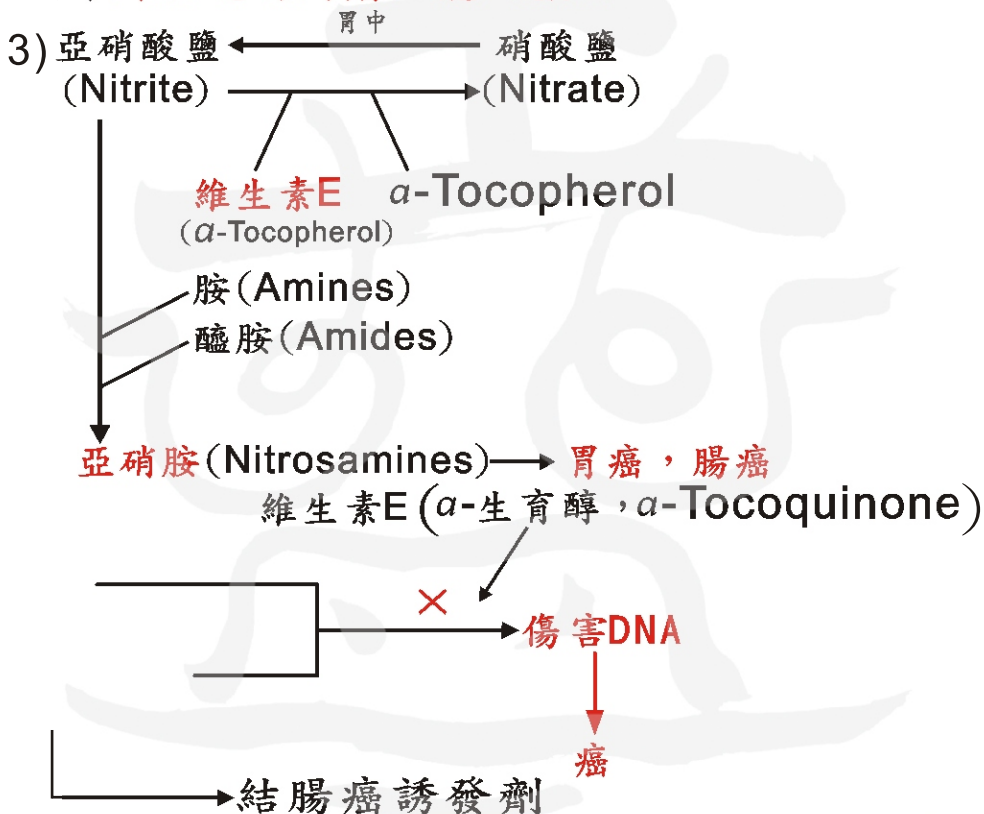 胃中
3) 亞硝酸鹽 硝酸鹽
(Nitrite) (Nitrate)
維生素E α-Tocopherol
(α-Tocopherol)
胺(Amines)
醯胺(Amides)
亞硝胺(Nitrosamines) 胃癌，腸癌
維生素E(α-生育醇，α-Tocoquinone)
×
傷害DNA
癌
結腸癌誘發劑